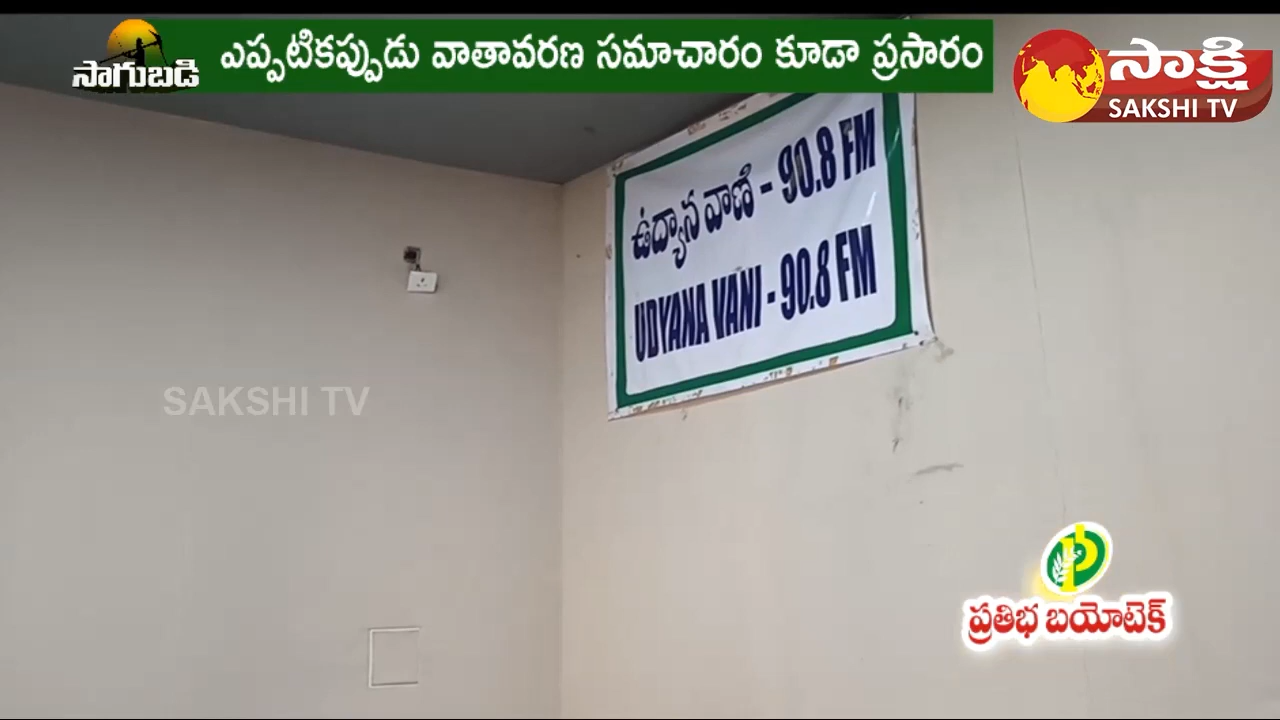 సాగుబడి
ఎప్పటికప్పుడు వాతావరణ సమాచారం కూడా ప్రసారం
సాక్షి
SAKSHI TV
ఉద్యాన వాణి - 90.8 FM
UDYANA VANI - 90.8 FM
SAKSHI TV
ప్రతిభ బయోటెక్